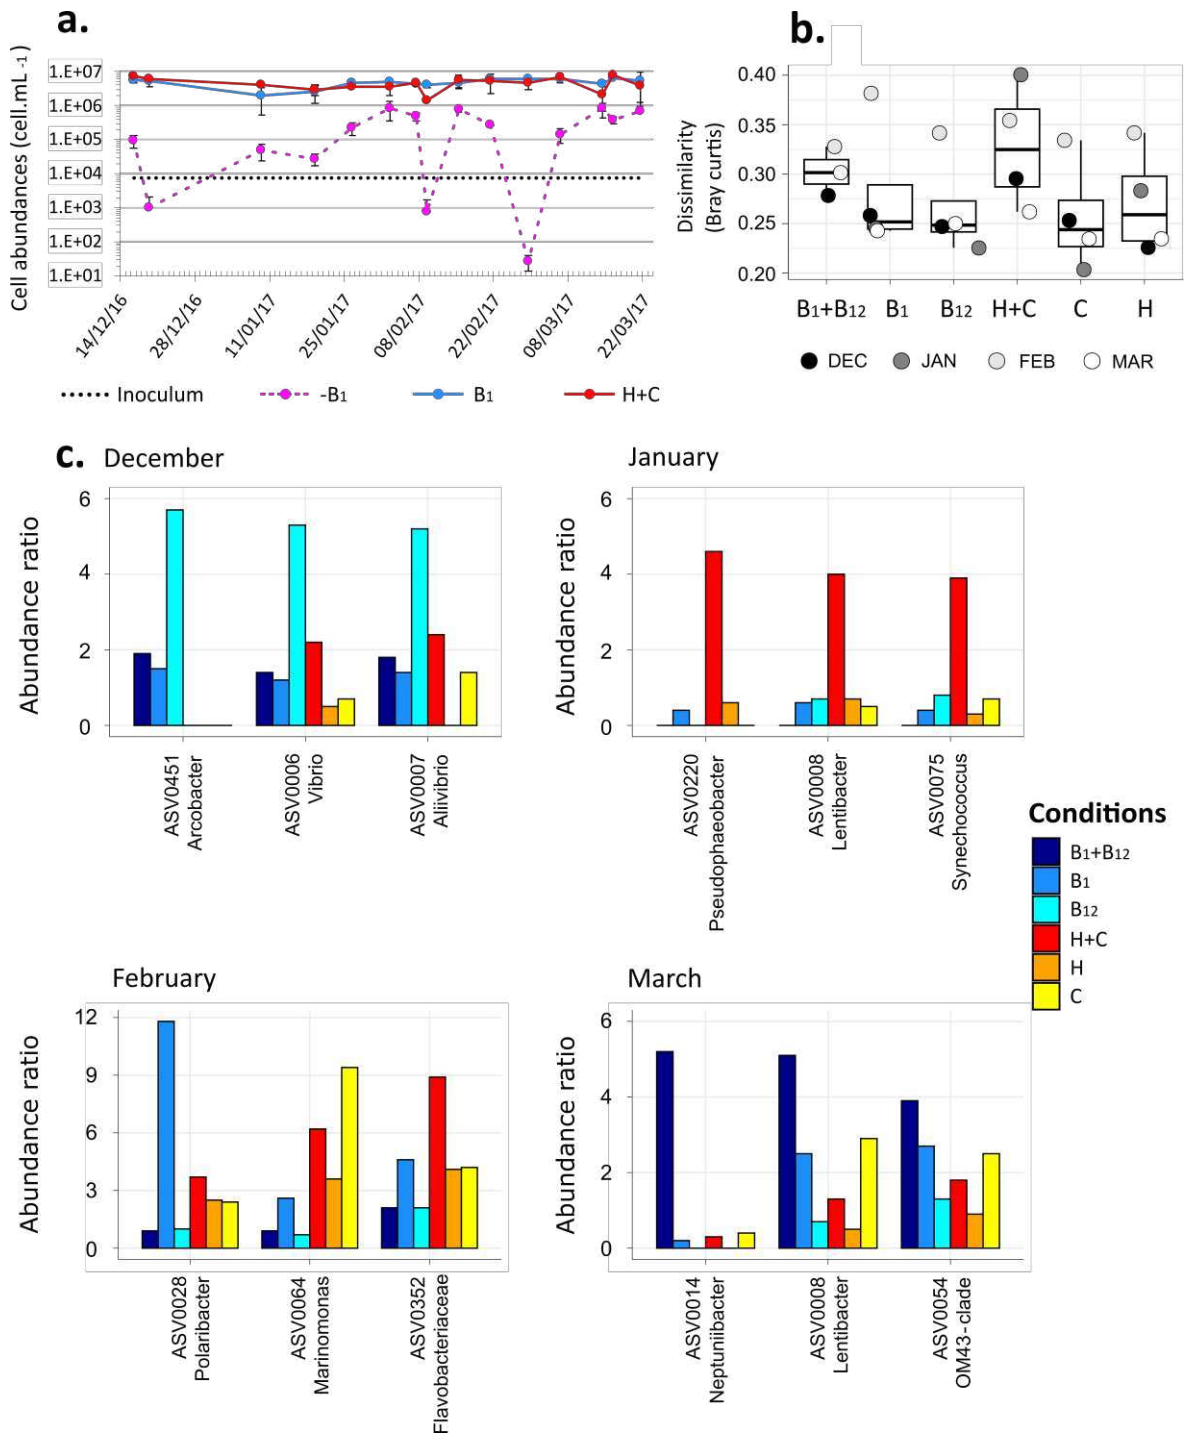 a.
Cell abundances (cell.mL -1)
1.E+07
1.E+06
1.E+05
1.E+04
1.E+03
1.E+02
1.E+01
14/12/16
28/12/16
11/01/17
25/01/17
08/02/17
22/02/17
08/03/17
22/03/17
Inoculum
-B1
B1
H+C
b.
Dissimilarity
(Bray curtis)
0.40
0.35
0.30
0.25
0.20
B1+B12
B1
B12
H+C
C
H
DEC
JAN
FEB
MAR
c.
December
Abundance ratio
6
4
2
0
ASV0451
Arcobacter
ASV0006
Vibrio
ASV0007
Aliivibrio
January
Abundance ratio
6
4
2
0
ASV0220
Pseudophaeobacter
ASV0008
Lentibacter
ASV0075
Synechococcus
Conditions
B1+B12
B1
B12
H+C
H
C
February
Abundance ratio
12
9
6
3
0
ASV0028
Polaribacter
ASV0064
Marinomonas
ASV0352
Flavobacteriaceae
March
Abundance ratio
6
4
2
0
ASV0014
Neptuniibacter
ASV0008
Lentibacter
ASV0054
OM43-clade